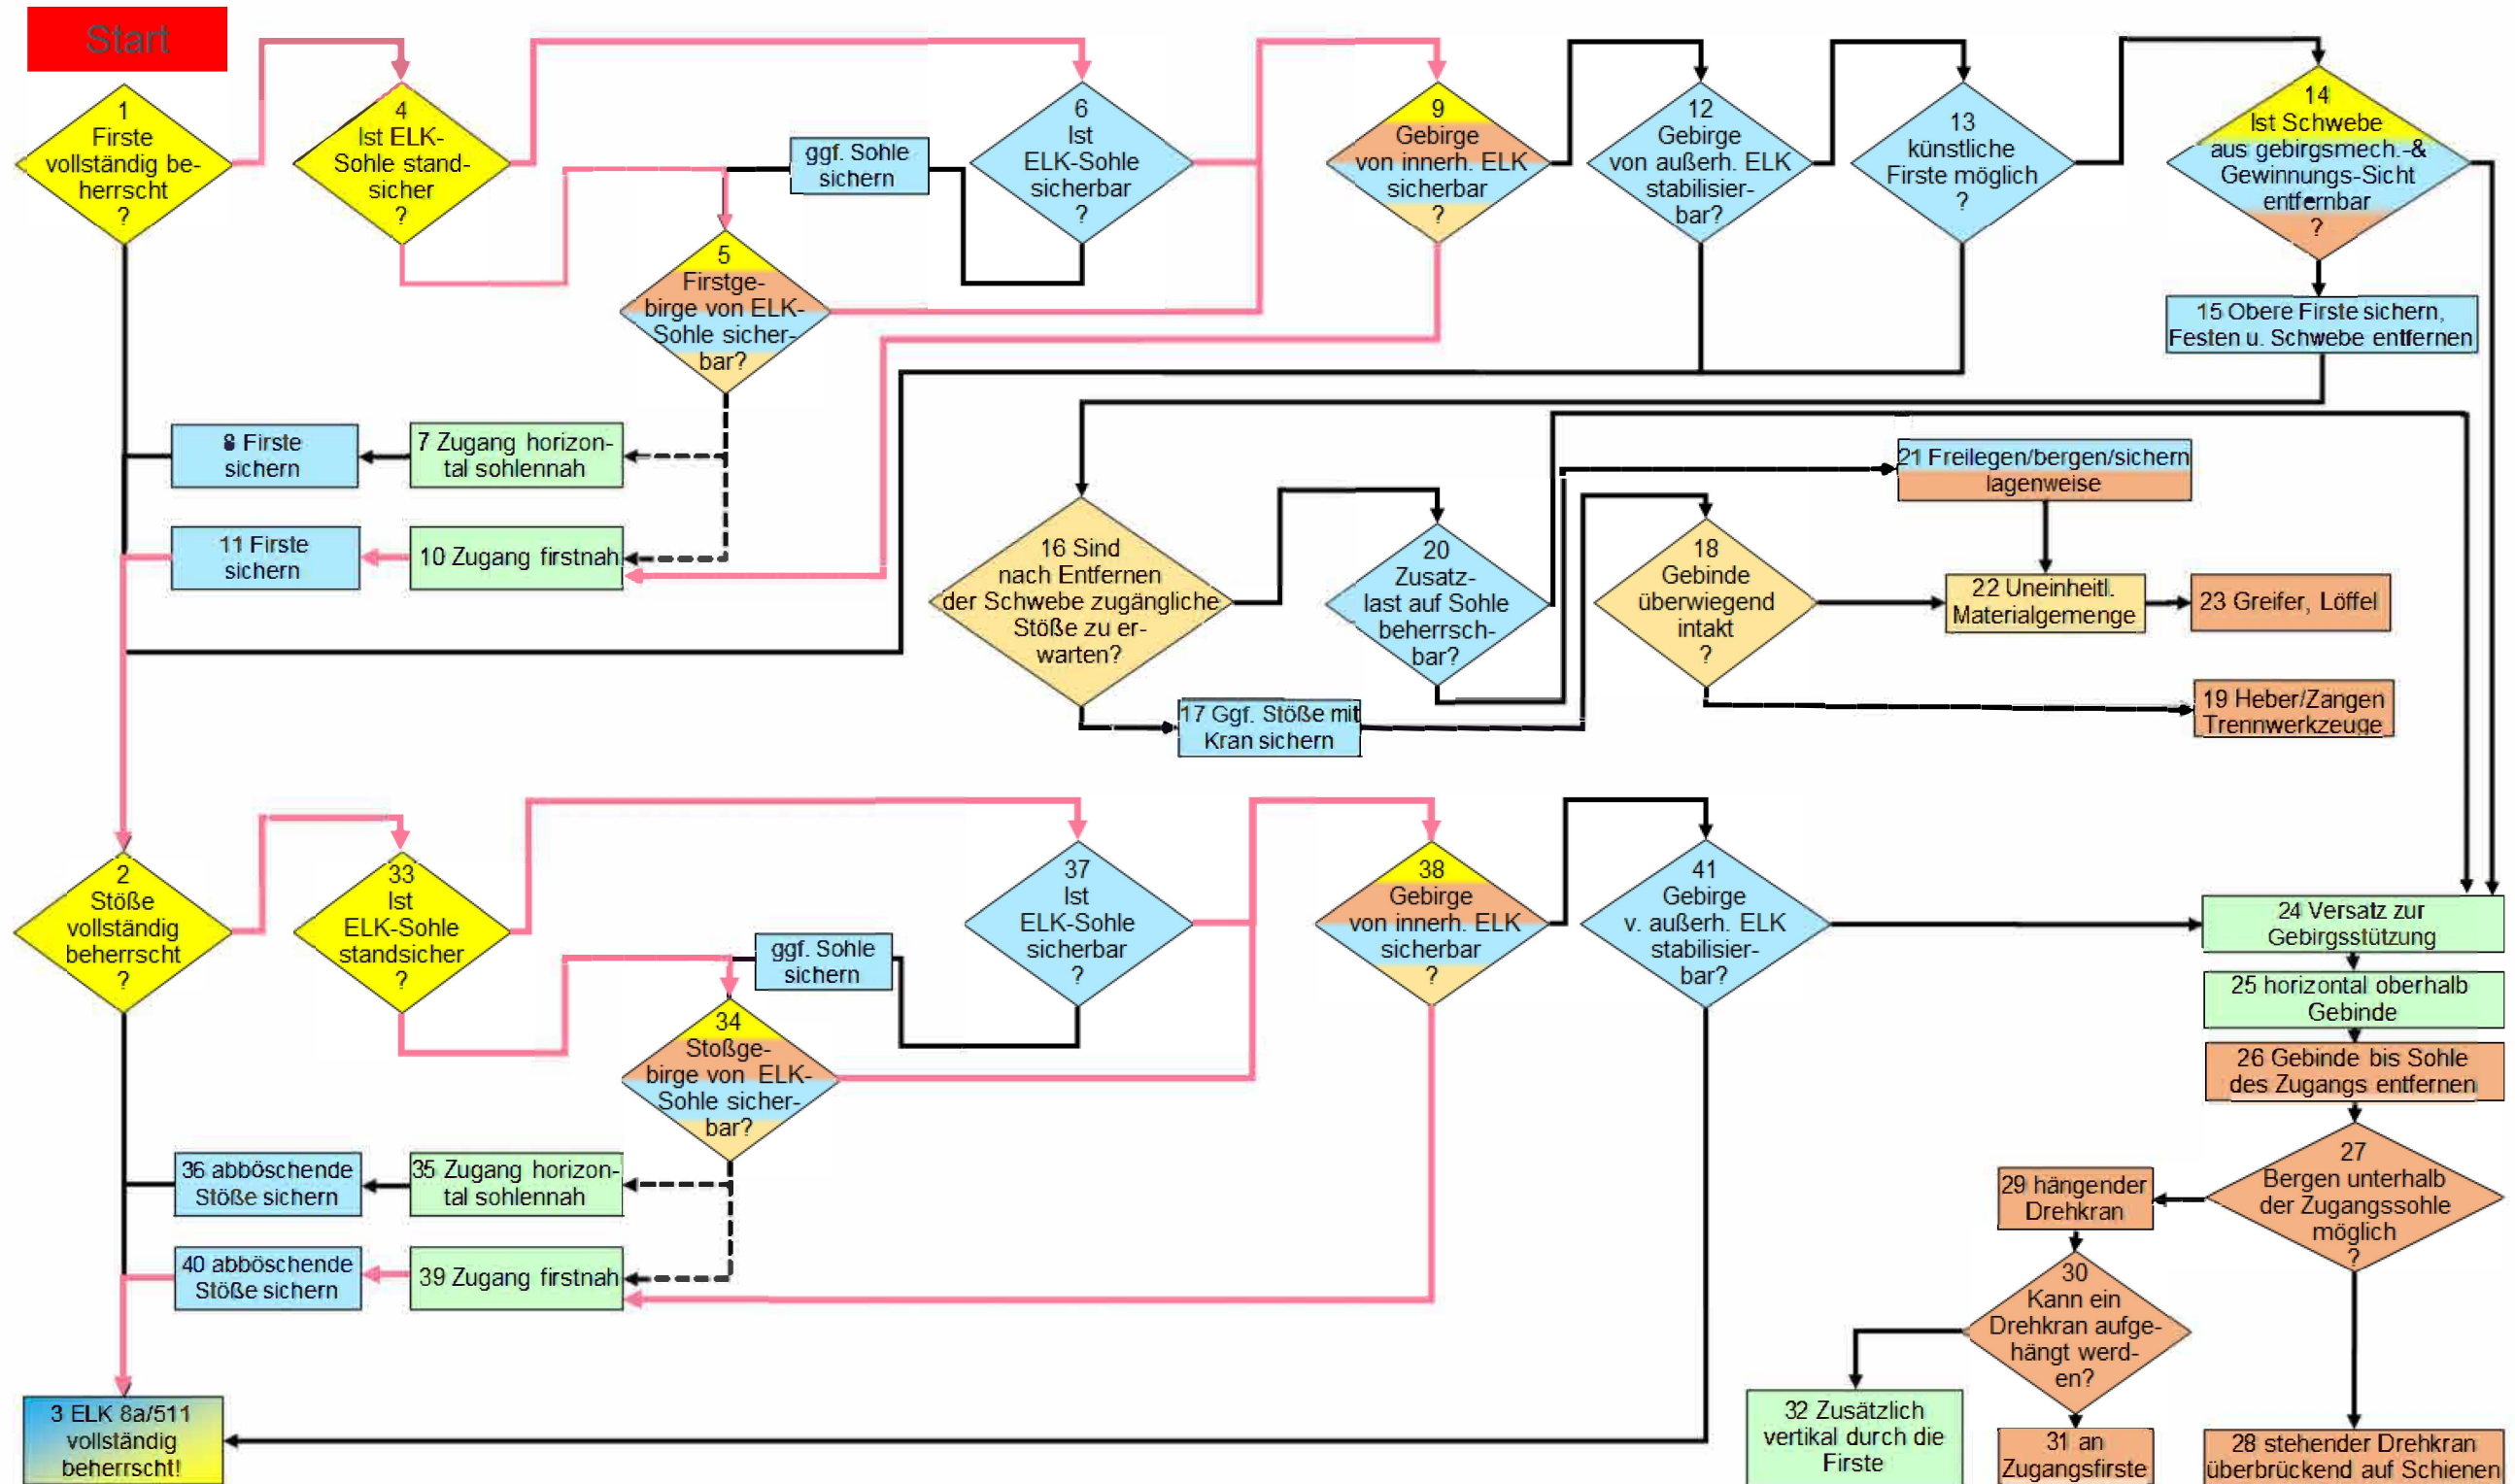 Start
1
Firste
vollständig be-
herrscht
?
4
Ist ELK-
Sohle stand-
sicher
?
ggf. Sohle
sichern
6
Ist
ELK-Sohle
sicherbar
?
9
Gebirge
von innerh. ELK
sicherbar
?
12
Gebirge
von außerh. ELK
stabilisier-
bar?
13
künstliche
Firste möglich
?
14
Ist Schwebe
aus gebirgsmech.-&
Gewinnungs-Sicht
entfernbar
?
5
Firstge-
birge von ELK-
Sohle sicher-
bar?
15 Obere Firste sichern,
Festen u. Schwebe entfernen
8 Firste
sichern
7 Zugang horizon-
tal sohlennah
11 Firste
sichern
10 Zugang firstnah
16 Sind
nach Entfernen
der Schwebe zugängliche
Stöße zu er-
warten?
20
Zusatz-
last auf Sohle
beherrsch-
bar?
18
Gebinde
überwiegend
intakt
?
21 Freilegen/bergen/sichern
lagenweise
22 Uneinheitl.
Materialgemenge
23 Greifer, Löffel
17 Ggf. Stöße mit
Kran sichern
19 Heber/Zangen
Trennwerkzeuge
2
Stöße
vollständig
beherrscht
?
33
Ist
ELK-Sohle
standsicher
?
ggf. Sohle
sichern
37
Ist
ELK-Sohle
sicherbar
?
38
Gebirge
von innerh. ELK
sicherbar
?
41
Gebirge
v. außerh. ELK
stabilisier-
bar?
24 Versatz zur
Gebirgsstützung
25 horizontal oberhalb
Gebinde
26 Gebinde bis Sohle
des Zugangs entfernen
34
Stoßge-
birge von ELK-
Sohle sicher-
bar?
27
Bergen unterhalb
der Zugangssohle
möglich
?
36 abböschende
Stöße sichern
35 Zugang horizon-
tal sohlennah
29 hängender
Drehkran
40 abböschende
Stöße sichern
39 Zugang firstnah
30
Kann ein
Drehkran aufge-
hängt werd-
en?
3 ELK 8a/511
vollständig
beherrscht!
32 Zusätzlich
vertikal durch die
Firste
31 an
Zugangsfirste
28 stehender Drehkran
überbrückend auf Schienen